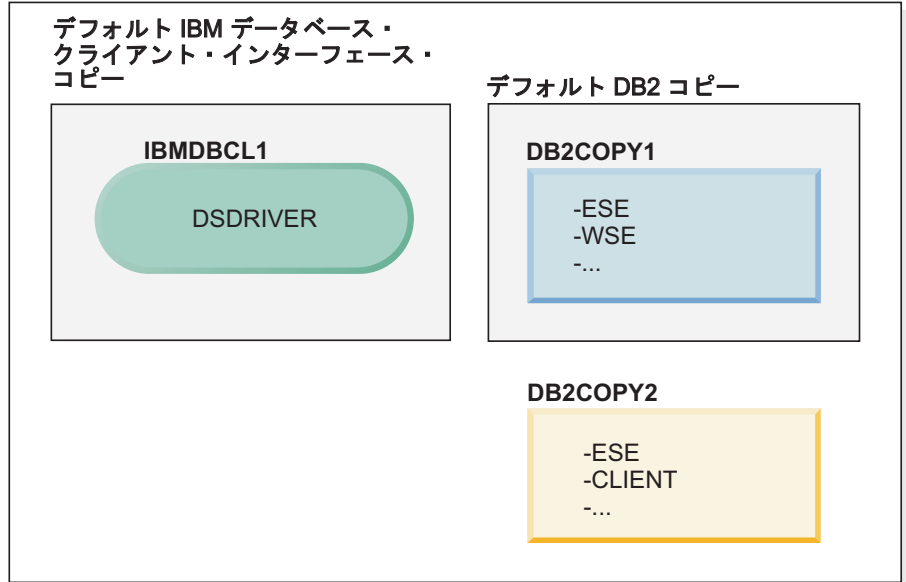 デフォルト IBM データベース・
クライアント・インターフェース・
コピー
IBMDBCL1
DSDRIVER
デフォルト DB2 コピー
DB2COPY1
-ESE
-WSE
-...
DB2COPY2
-ESE
-CLIENT
-...